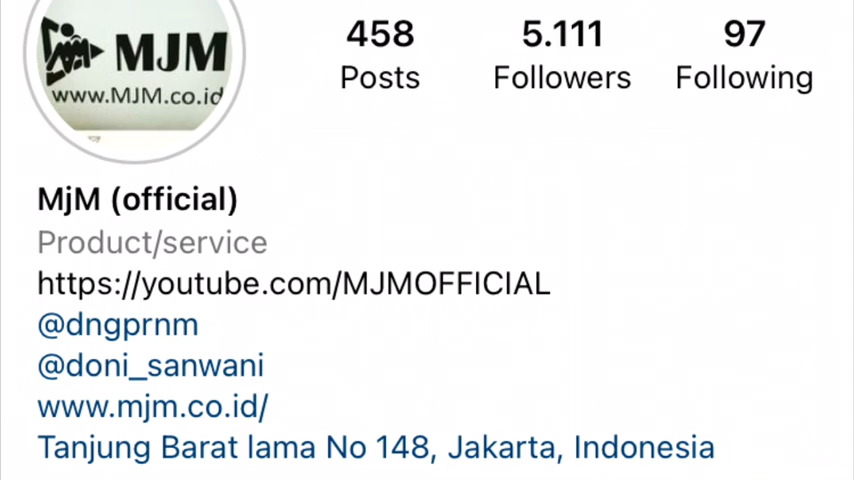 MJM
www.MJM.co.id
458 5.111 97
Posts Followers Following
MjM (official)
Product/service
https://youtube.com/MJMOFFICIAL
@dngprnm
@doni_sanwani
www.mjm.co.id/
Tanjung Barat lama No 148, Jakarta, Indonesia